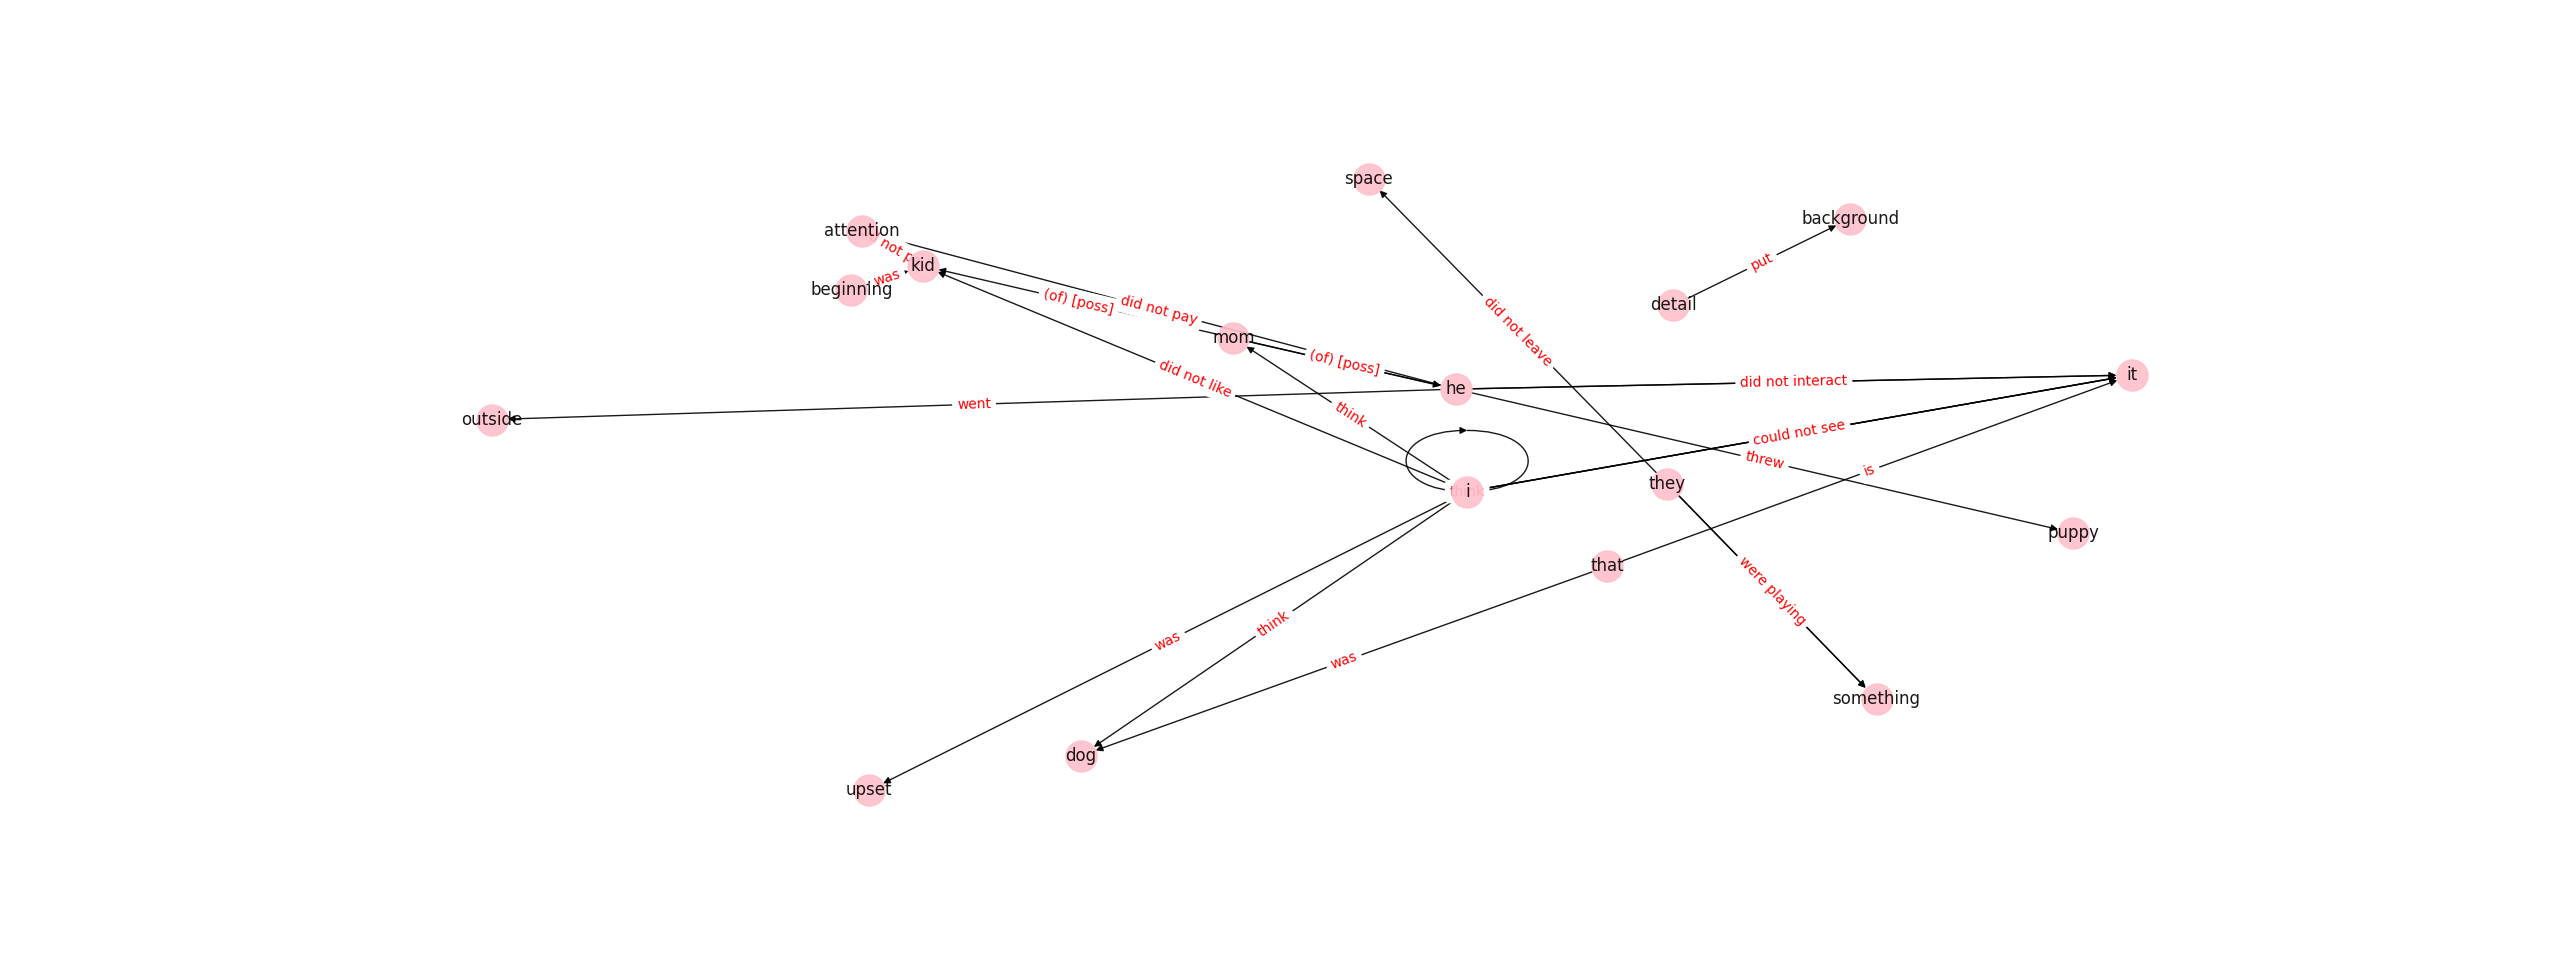 space
background
attention
not p
kid
was
beginning
put
(of) [poss]
did not pay
detail
did not leave
mom
(of) [poss]
did not like
he
did not interact
it
went
outside
think
could not see
threw
is
i
they
puppy
that
were playing
think
was
was
something
dog
upset